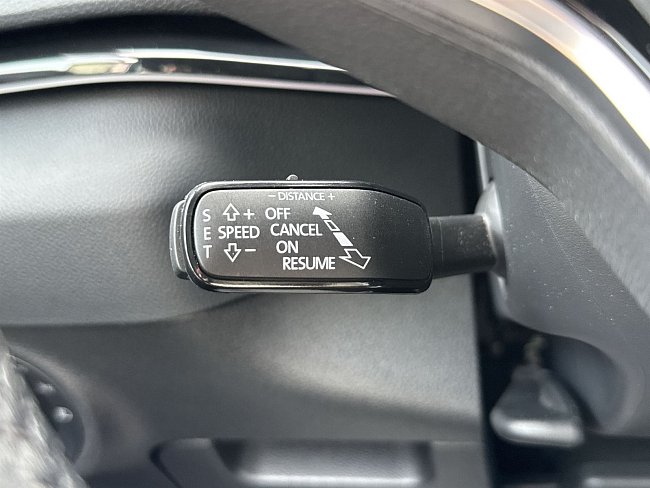 - DISTANCE +
S + OFF
E SPEED CANCEL
T - ON
RESUME